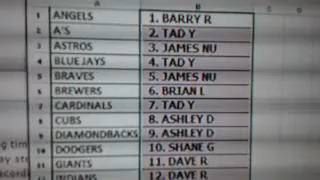 A B
1 ANGELS 1. BARRY R
2 A'S 2. TAD Y
3 ASTROS 3. JAMES NU
4 BLUE JAYS 4. TAD Y
5 BRAVES 5. JAMES NU
6 BREWERS 6. BRIAN L
7 CARDINALS 7. TAD Y
8 CUBS 8. ASHLEY D
9 DIAMONDBACKS 9. ASHLEY D
10 DODGERS 10. SHANE G
11 GIANTS 11. DAVE R
12 INDIANS 12. DAVE R